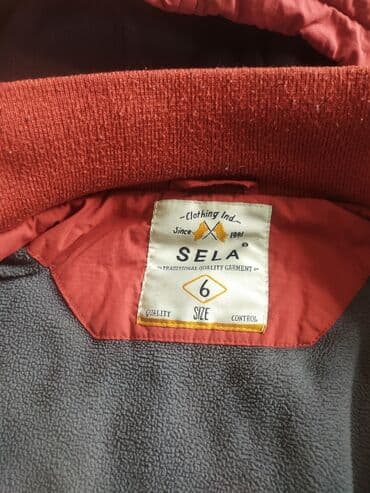 Clothing Ind.
Since 1991
SELA®
TRADITIONAL QUALITY GARMENT
6
QUALITY SIZE CONTROL